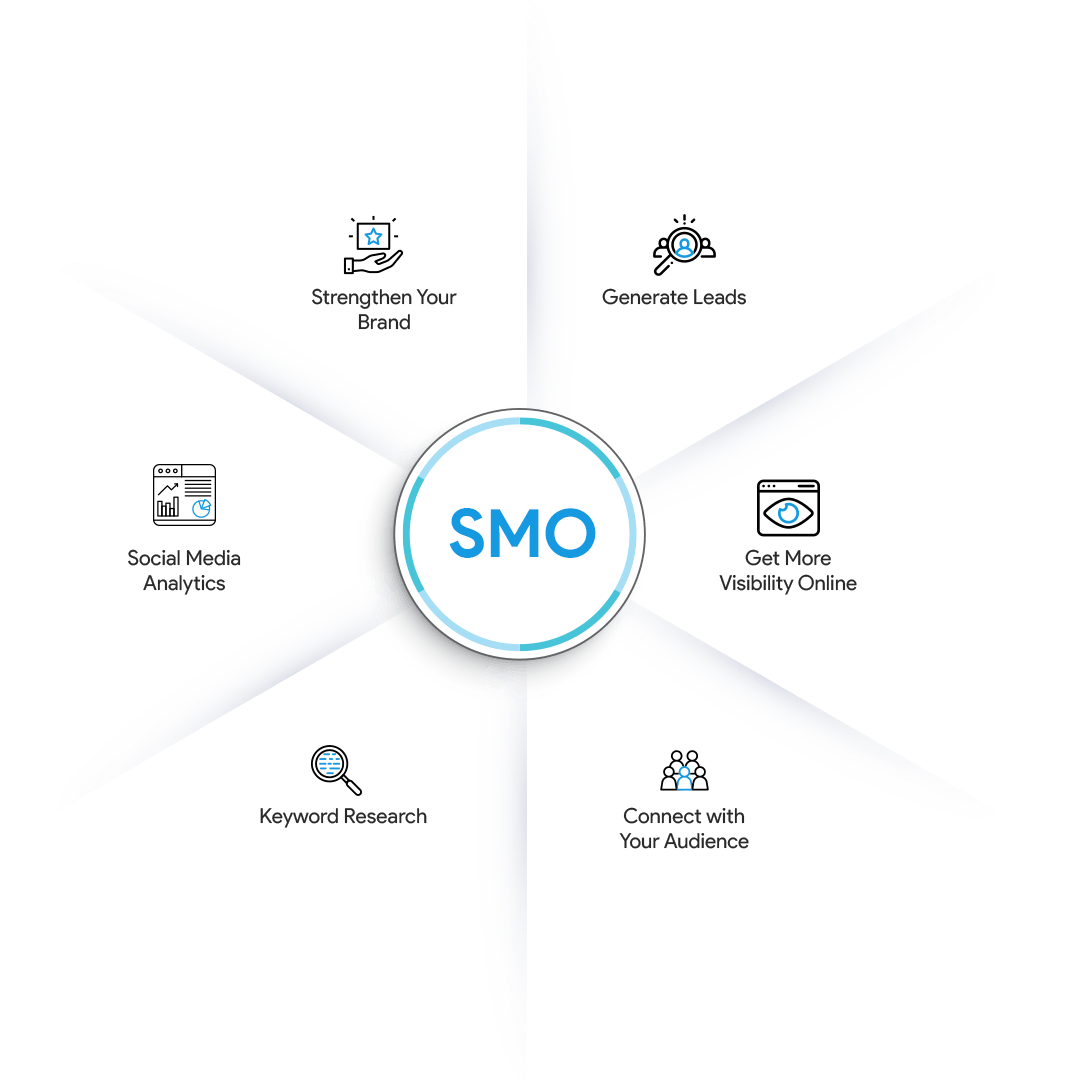 Strengthen Your
Brand
Generate Leads
Social Media
Analytics
SMO
Get More
Visibility Online
Keyword Research
Connect with
Your Audience